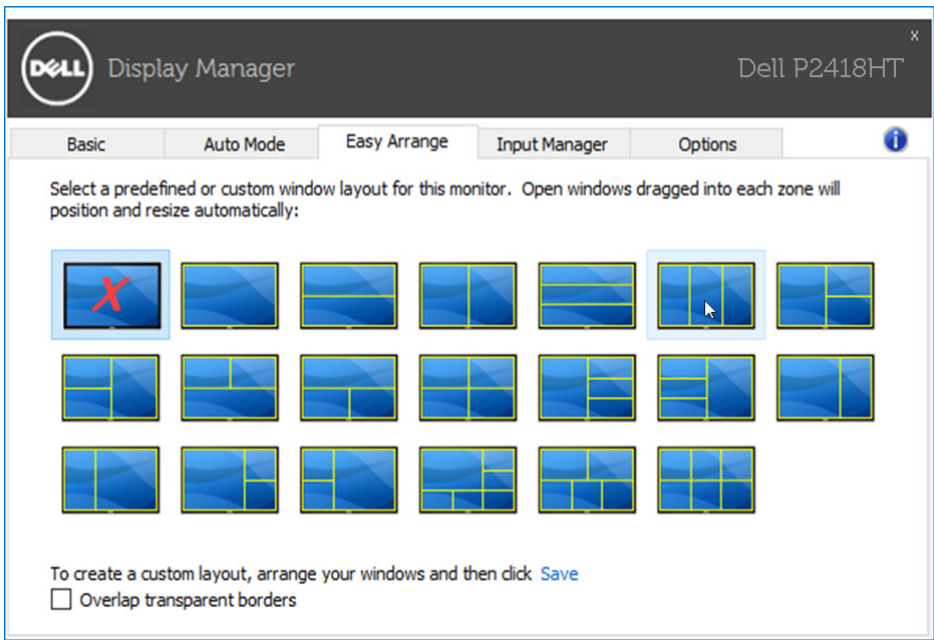 DELL Display Manager
x
Dell P2418HT
Basic Auto Mode Easy Arrange Input Manager Options
Select a predefined or custom window layout for this monitor. Open windows dragged into each zone will
position and resize automatically:
X
To create a custom layout, arrange your windows and then click Save
Overlap transparent borders